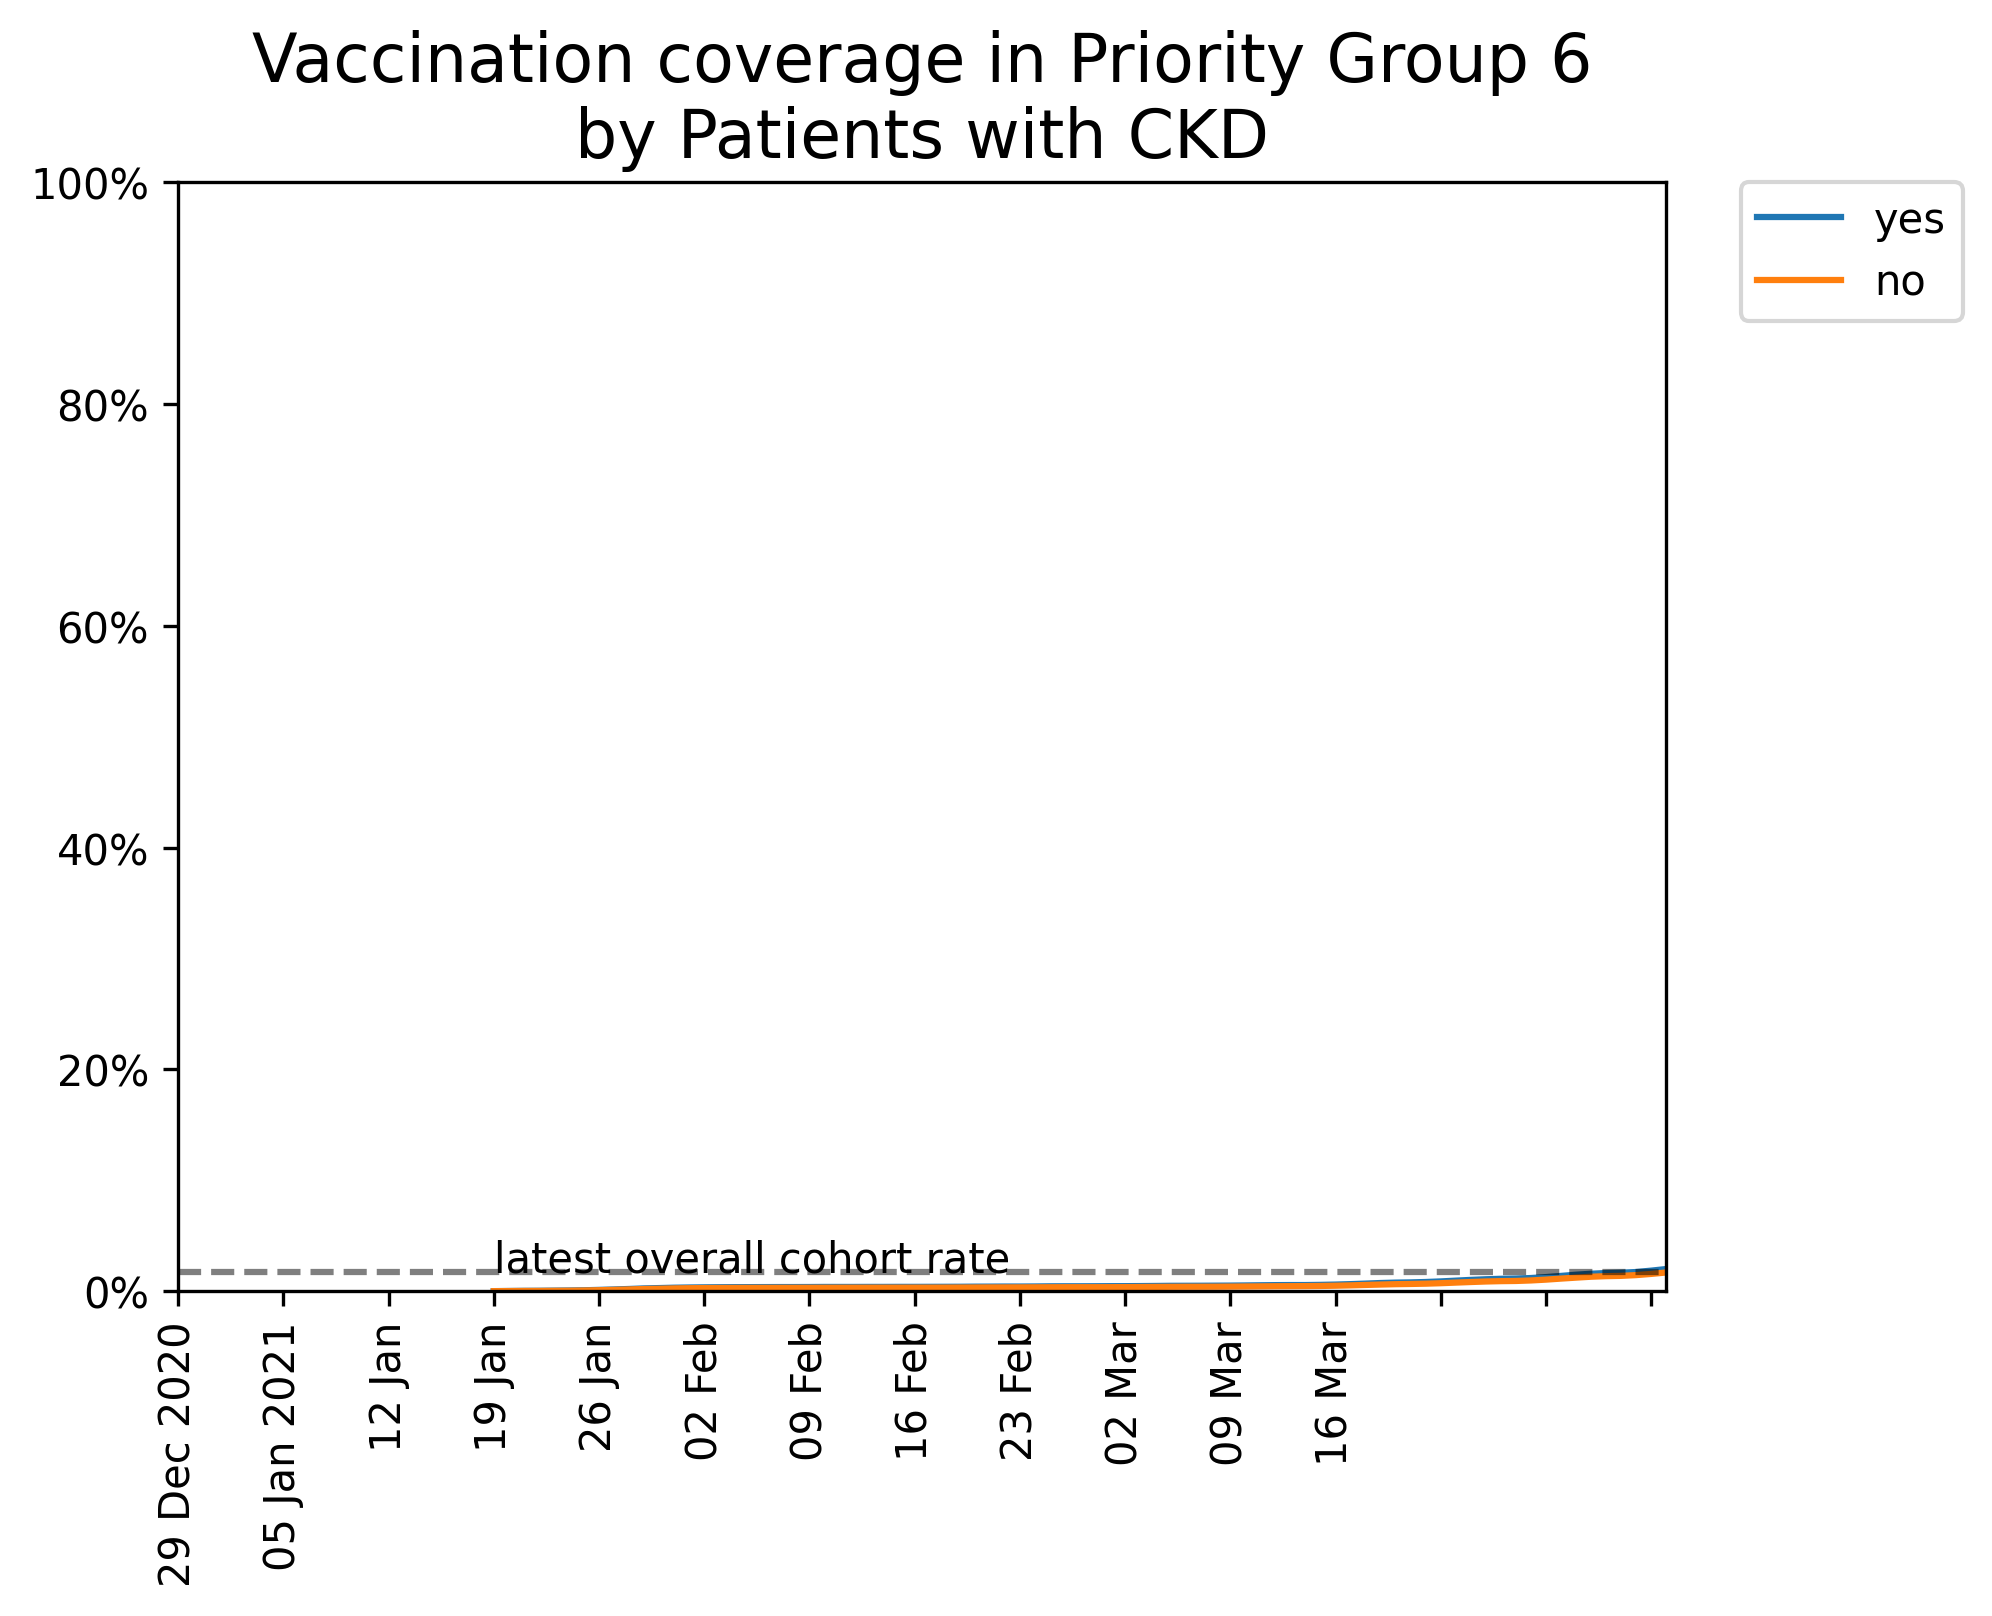 Vaccination coverage in Priority Group 6
by Patients with CKD
100%
80%
60%
40%
20%
0%
yes
no
latest overall cohort rate
29 Dec 2020
05 Jan 2021
12 Jan
19 Jan
26 Jan
02 Feb
09 Feb
16 Feb
23 Feb
02 Mar
09 Mar
16 Mar